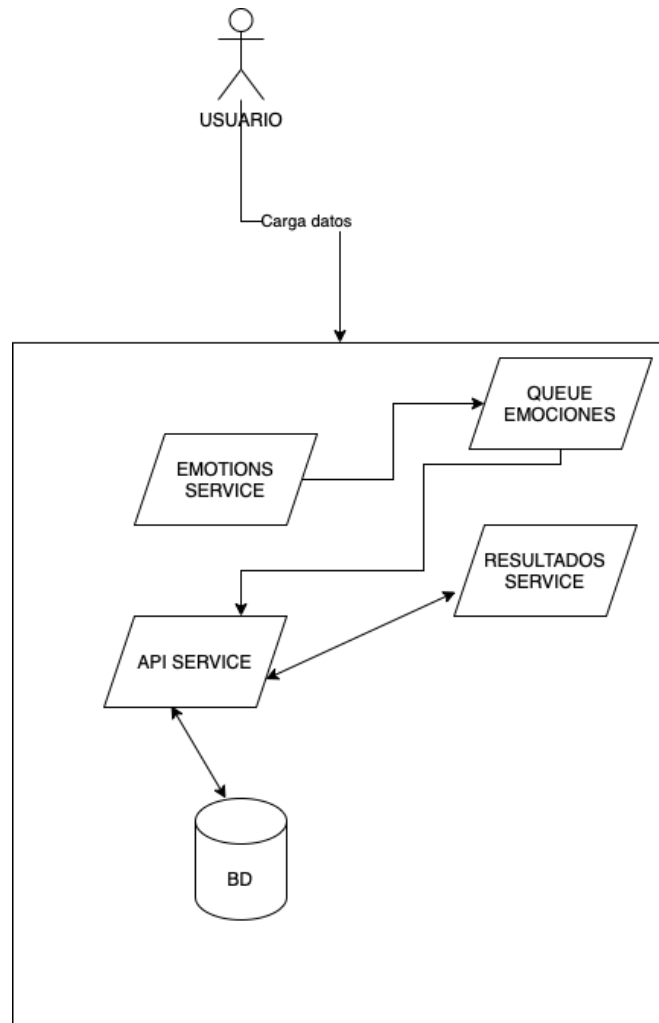 USUARIO
Carga datos
QUEUE
EMOCIONES
EMOTIONS
SERVICE
RESULTADOS
SERVICE
API SERVICE
BD